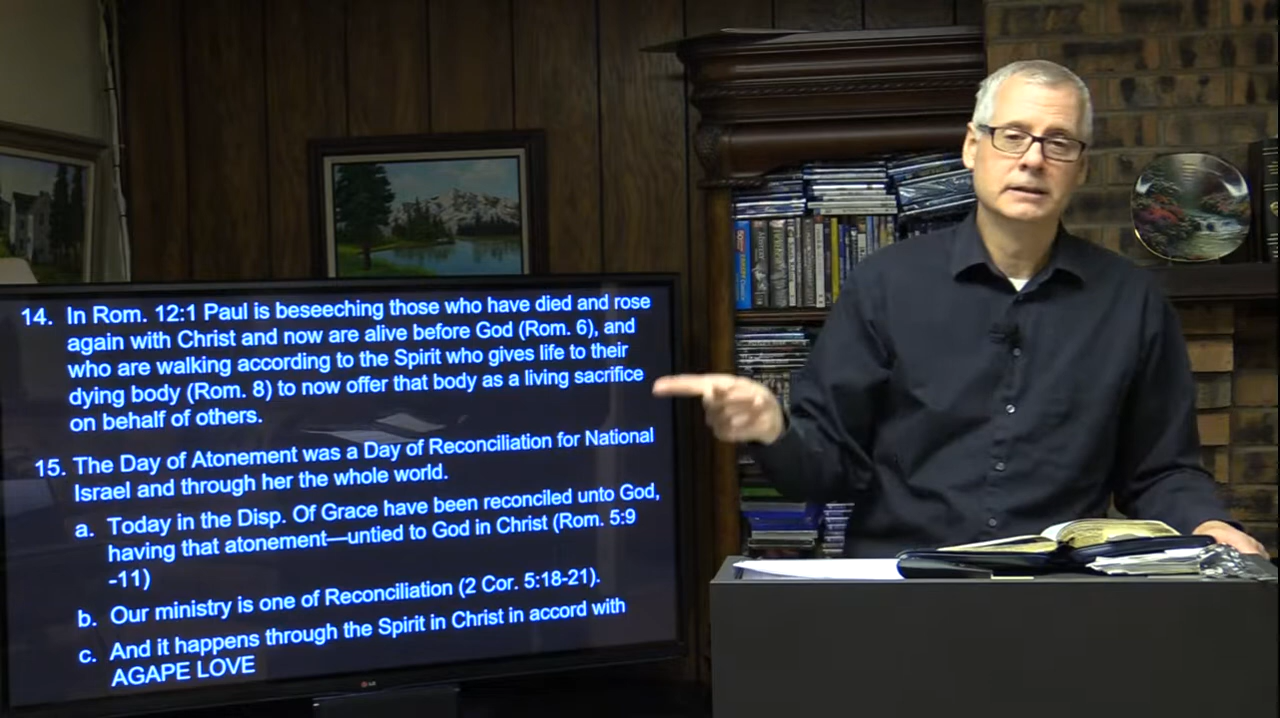 14. In Rom. 12:1 Paul is beseeching those who have died and rose
again with Christ and now are alive before God (Rom. 6), and
who are walking according to the Spirit who gives life to their
dying body (Rom. 8) to now offer that body as a living sacrifice
on behalf of others.
15. The Day of Atonement was a Day of Reconciliation for National
Israel and through her the whole world.
a. Today in the Disp. Of Grace have been reconciled unto God,
having that atonement—untied to God in Christ (Rom. 5:9
-11)
b. Our ministry is one of Reconciliation (2 Cor. 5:18-21).
c. And it happens through the Spirit in Christ in accord with
AGAPE LOVE
LG